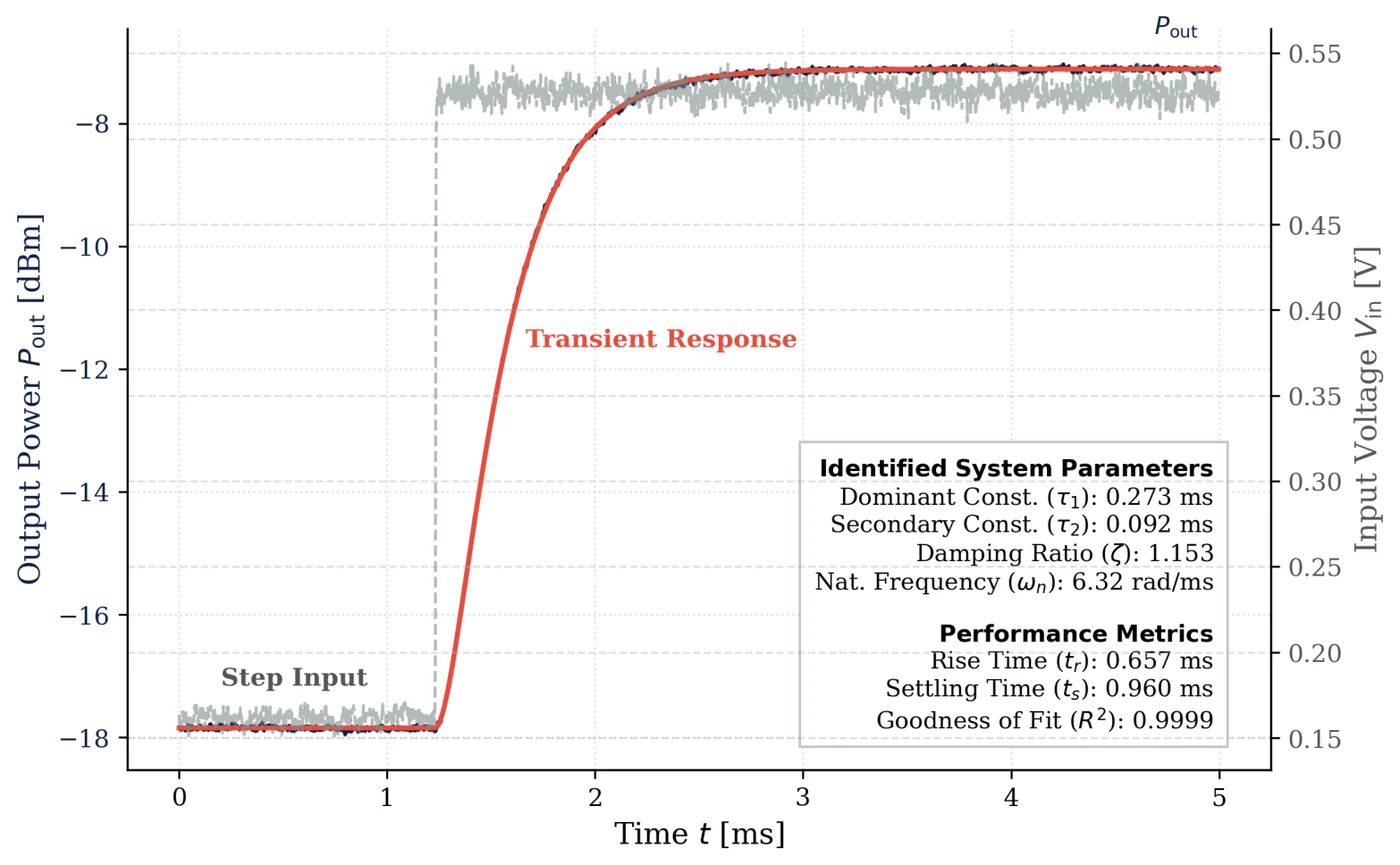 P_out
Output Power P_out [dBm]
−8
−10
−12
−14
−16
−18
0.55
0.50
0.45
0.40
0.35
0.30
0.25
0.20
0.15
Input Voltage V_in [V]
Transient Response
Step Input
Identified System Parameters
Dominant Const. (τ₁): 0.273 ms
Secondary Const. (τ₂): 0.092 ms
Damping Ratio (ζ): 1.153
Nat. Frequency (ωₙ): 6.32 rad/ms
Performance Metrics
Rise Time (tᵣ): 0.657 ms
Settling Time (tₛ): 0.960 ms
Goodness of Fit (R²): 0.9999
0 1 2 3 4 5
Time t [ms]